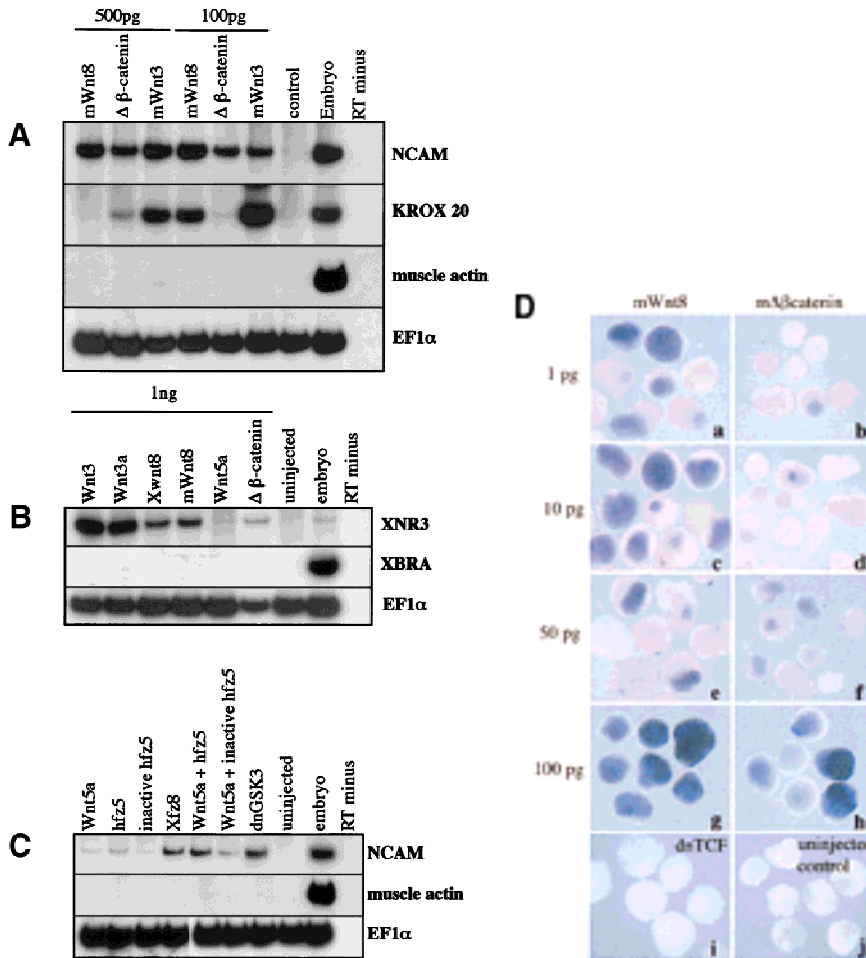 500pg 100pg
mWnt8
Δ β-catenin
mWnt3
mWnt8
Δ β-catenin
mWnt3
control
Embryo
RT minus
A
NCAM
KROX 20
muscle actin
EF1α
1ng
Wnt3
Wnt3a
Xwnt8
mWnt8
Wnt5a
Δ β-catenin
uninjected
embryo
RT minus
B
XNR3
XBRA
EF1α
Wnt5a
hfz5
inactive hfz5
Xfz8
Wnt5a + hfz5
Wnt5a + inactive hfz5
dnGSK3
uninjected
embryo
RT minus
C
NCAM
muscle actin
EF1α
D
mWnt8 mΔβcatenin
1 pg
a b
10 pg
c d
50 pg
e f
100 pg
g h
dnTCF uninjecte
control
i j